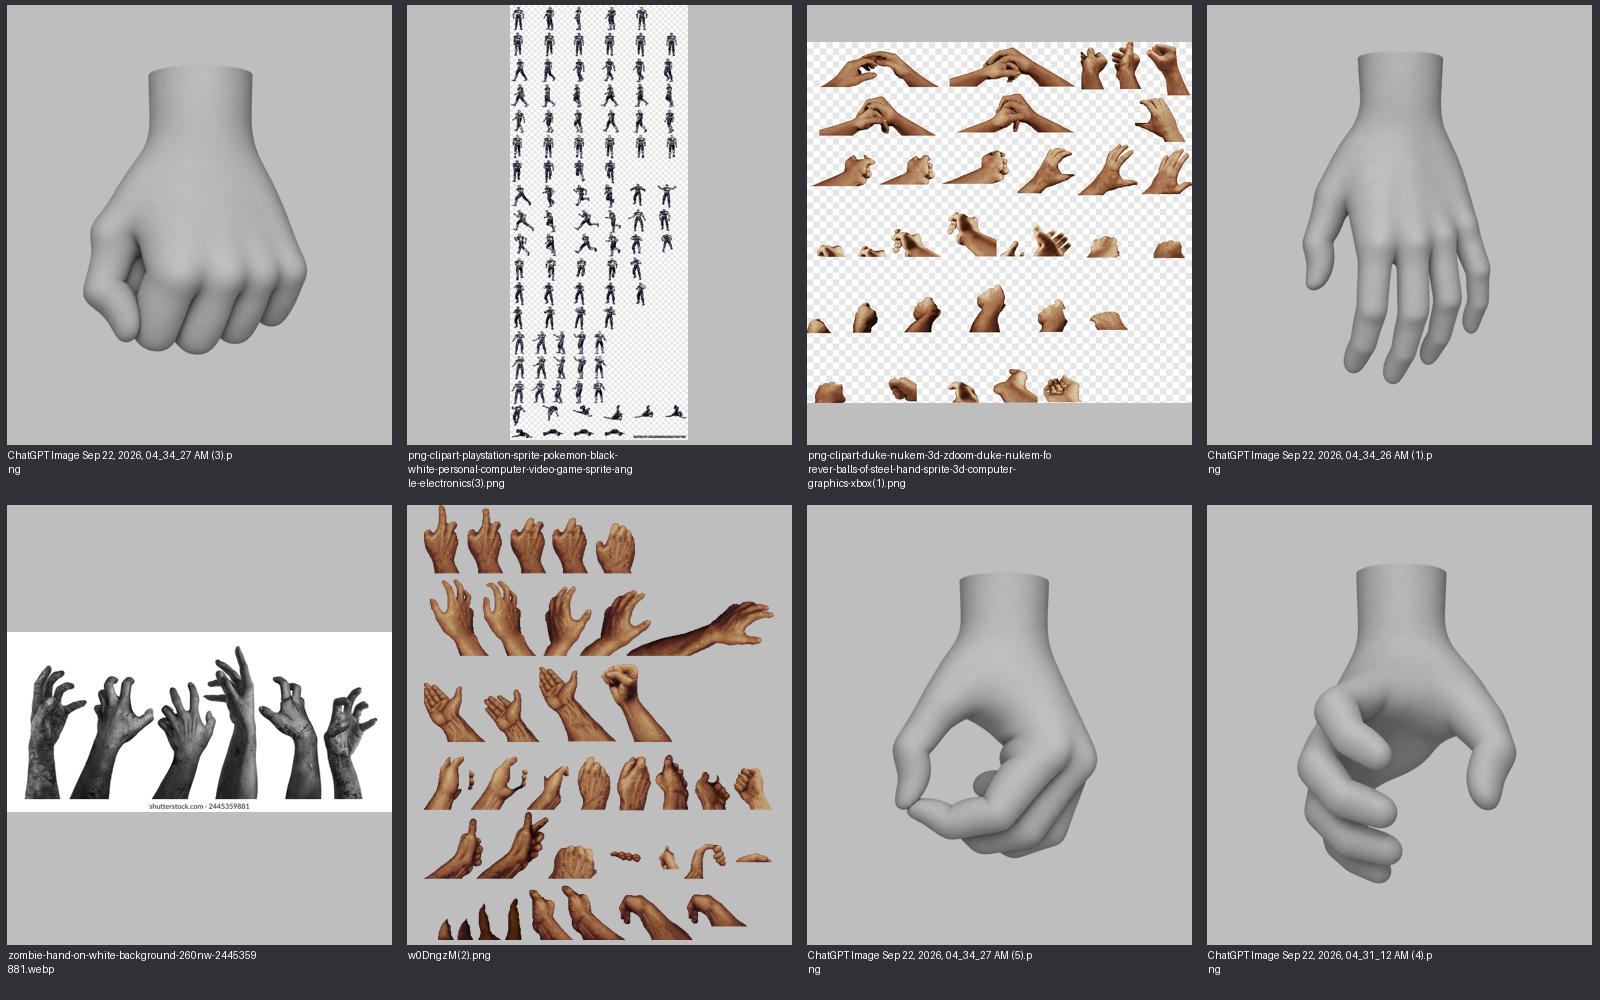 ChatGPT Image Sep 22, 2026, 04_34_27 AM (3).p
ng
png-clipart-playstation-sprite-pokemon-black-
white-personal-computer-video-game-sprite-ang
le-electronics(3).png
png-clipart-duke-nukem-3d-zdoom-duke-nukem-fo
rever-balls-of-steel-hand-sprite-3d-computer-
graphics-xbox(1).png
ChatGPT Image Sep 22, 2026, 04_34_26 AM (1).p
ng
shutterstock.com · 2445359881
zombie-hand-on-white-background-260nw-2445359
881.webp
w0DngzM(2).png
ChatGPT Image Sep 22, 2026, 04_34_27 AM (5).p
ng
ChatGPT Image Sep 22, 2026, 04_31_12 AM (4).p
ng